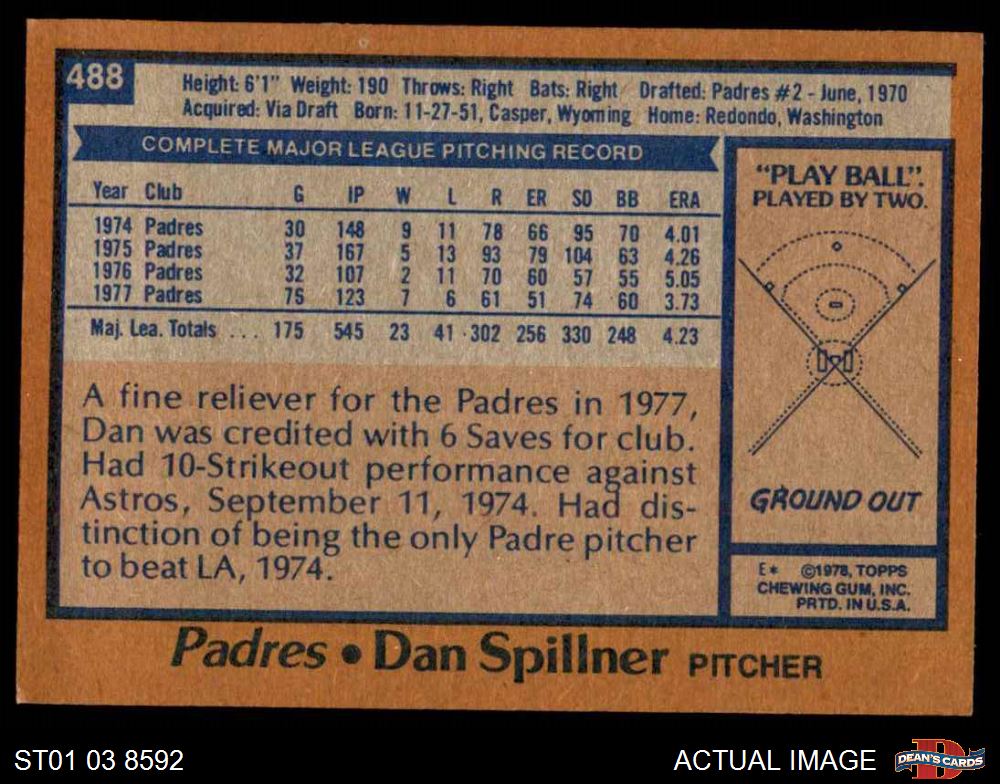 488
Height: 6'1" Weight: 190 Throws: Right Bats: Right Drafted: Padres #2 - June, 1970
Acquired: Via Draft Born: 11-27-51, Casper, Wyoming Home: Redondo, Washington
COMPLETE MAJOR LEAGUE PITCHING RECORD
Year Club G IP W L R ER SO BB ERA
1974 Padres 30 148 9 11 78 66 95 70 4.01
1975 Padres 37 167 5 13 93 79 104 63 4.26
1976 Padres 32 107 2 11 70 60 57 55 5.05
1977 Padres 76 123 7 6 61 51 74 60 3.73
Maj. Lea. Totals ... 175 545 23 41 302 256 330 248 4.23
A fine reliever for the Padres in 1977,
Dan was credited with 6 Saves for club.
Had 10-Strikeout performance against
Astros, September 11, 1974. Had dis-
tinction of being the only Padre pitcher
to beat LA, 1974.
"PLAY BALL".
PLAYED BY TWO.
GROUND OUT
E* ©1978, TOPPS
CHEWING GUM, INC.
PRTD. IN U.S.A.
Padres • Dan Spillner PITCHER
ST01 03 8592
ACTUAL IMAGE
DEAN'S CARDS